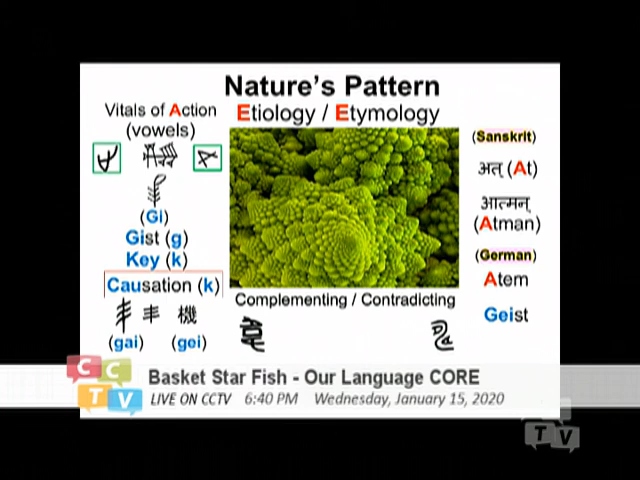 Nature's Pattern
Vitals of Action
(vowels)
Etiology / Etymology
(Gi)
Gist (g)
Key (k)
Causation (k)
丰 機
(gai) (gei)
Complementing / Contradicting
(Sanskrit)
अत् (At)
आत्मन्
(Atman)
(German)
Atem
Geist
CCTV
Basket Star Fish - Our Language CORE
LIVE ON CCTV 6:40 PM Wednesday, January 15, 2020
TV